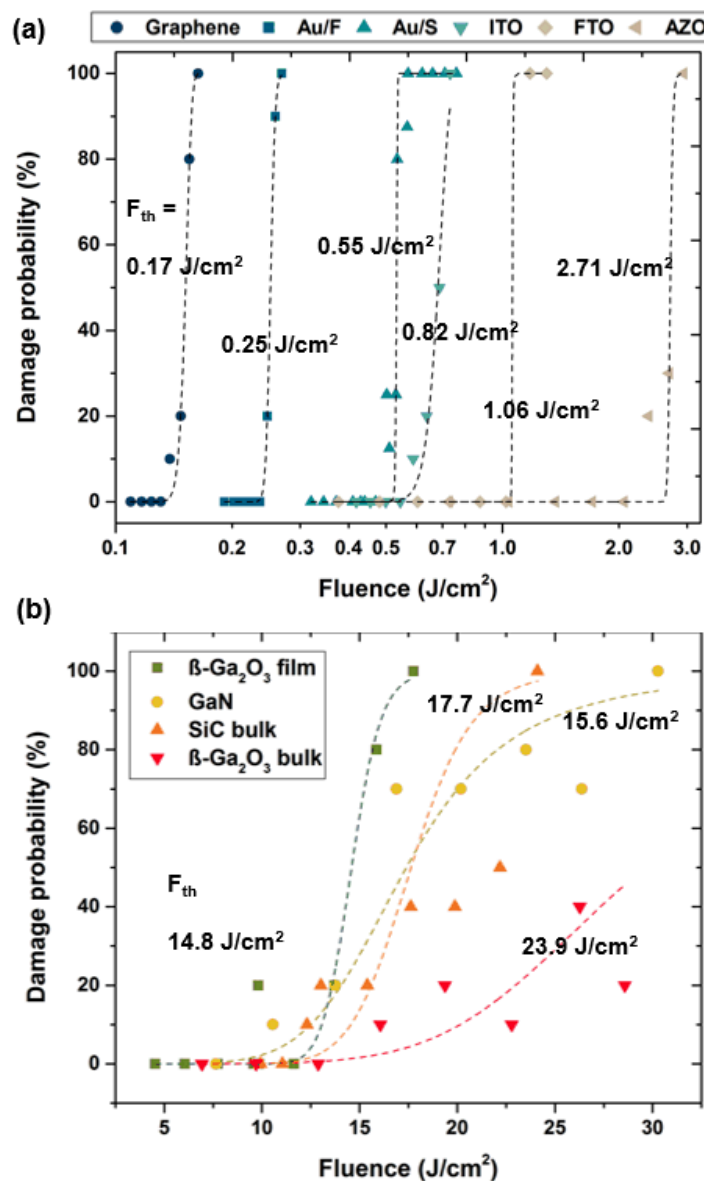 (a)
Graphene Au/F Au/S ITO FTO AZO
100
80
60
40
20
0
Damage probability (%)
F_th =
0.17 J/cm²
0.25 J/cm²
0.55 J/cm²
0.82 J/cm²
1.06 J/cm²
2.71 J/cm²
0.1 0.2 0.3 0.4 0.5 0.7 1.0 2.0 3.0
Fluence (J/cm²)
(b)
100
80
60
40
20
0
Damage probability (%)
ß-Ga₂O₃ film
GaN
SiC bulk
ß-Ga₂O₃ bulk
17.7 J/cm²
15.6 J/cm²
F_th
14.8 J/cm²
23.9 J/cm²
5 10 15 20 25 30
Fluence (J/cm²)